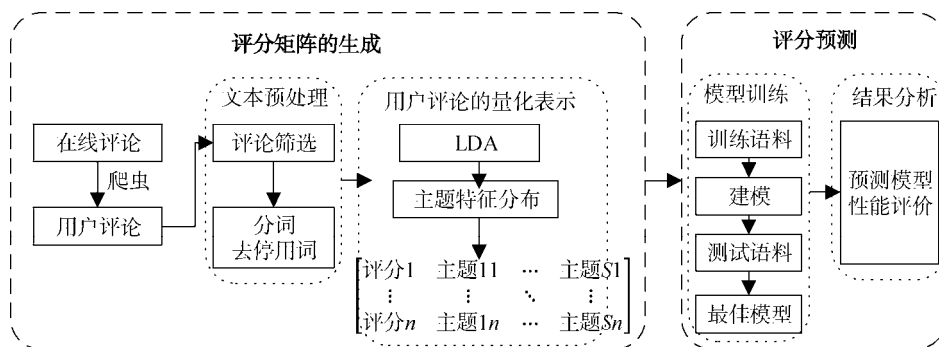 评分矩阵的生成
文本预处理
用户评论的量化表示
在线评论
爬虫
用户评论
评论筛选
分词
去停用词
LDA
主题特征分布
评分1 主题11 … 主题S1
⋮ ⋮ ⋱ ⋮
评分n 主题1n … 主题Sn
评分预测
模型训练
结果分析
训练语料
建模
测试语料
最佳模型
预测模型
性能评价